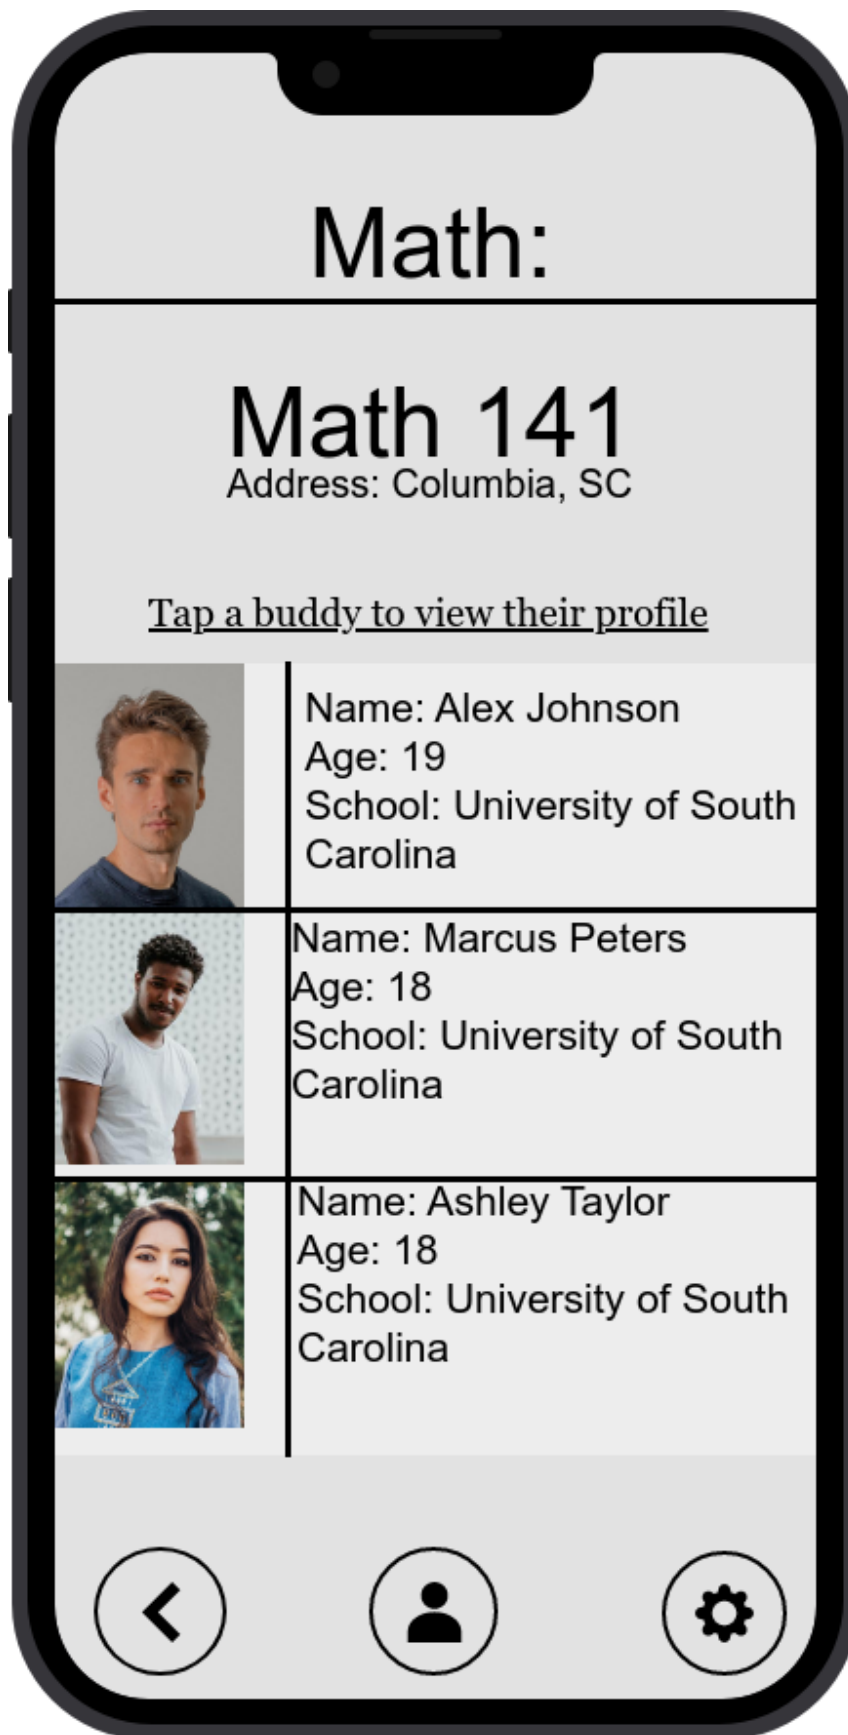 Math:
Math 141
Address: Columbia, SC
Tap a buddy to view their profile
Name: Alex Johnson
Age: 19
School: University of South
Carolina
Name: Marcus Peters
Age: 18
School: University of South
Carolina
Name: Ashley Taylor
Age: 18
School: University of South
Carolina